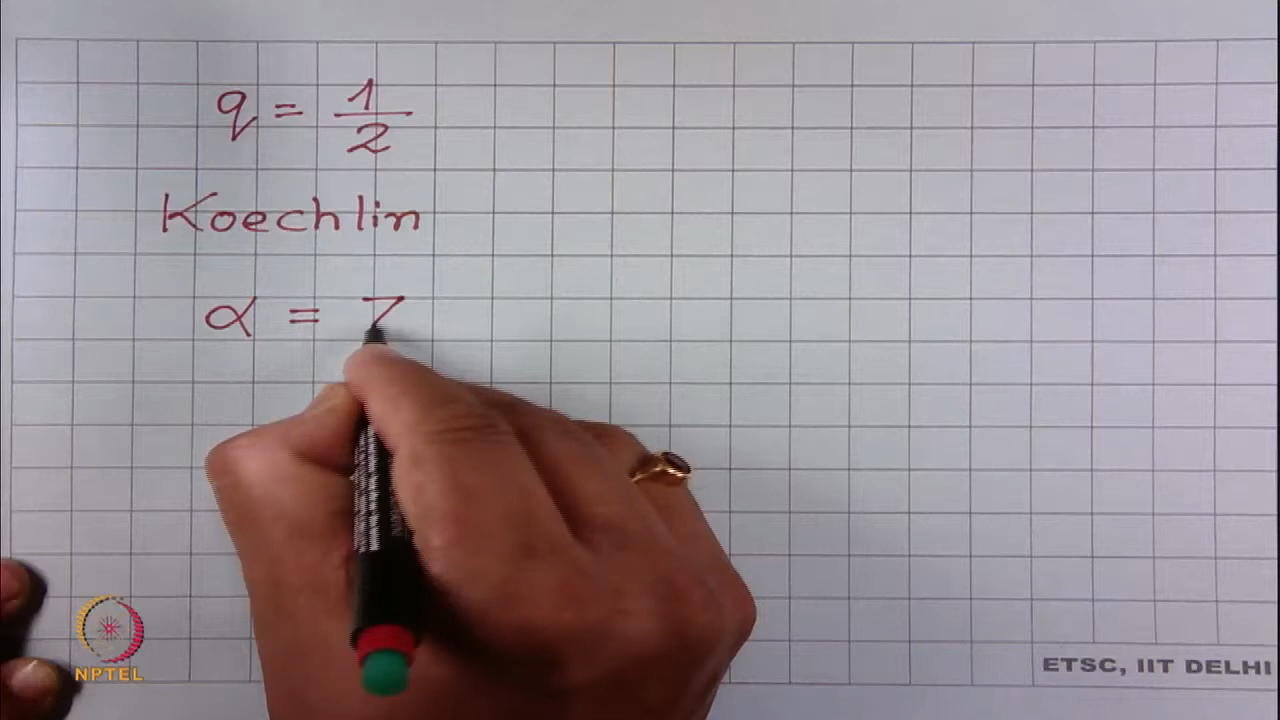 q = 1/2
Koechlin
α = 7
NPTEL
ETSC, IIT DELHI